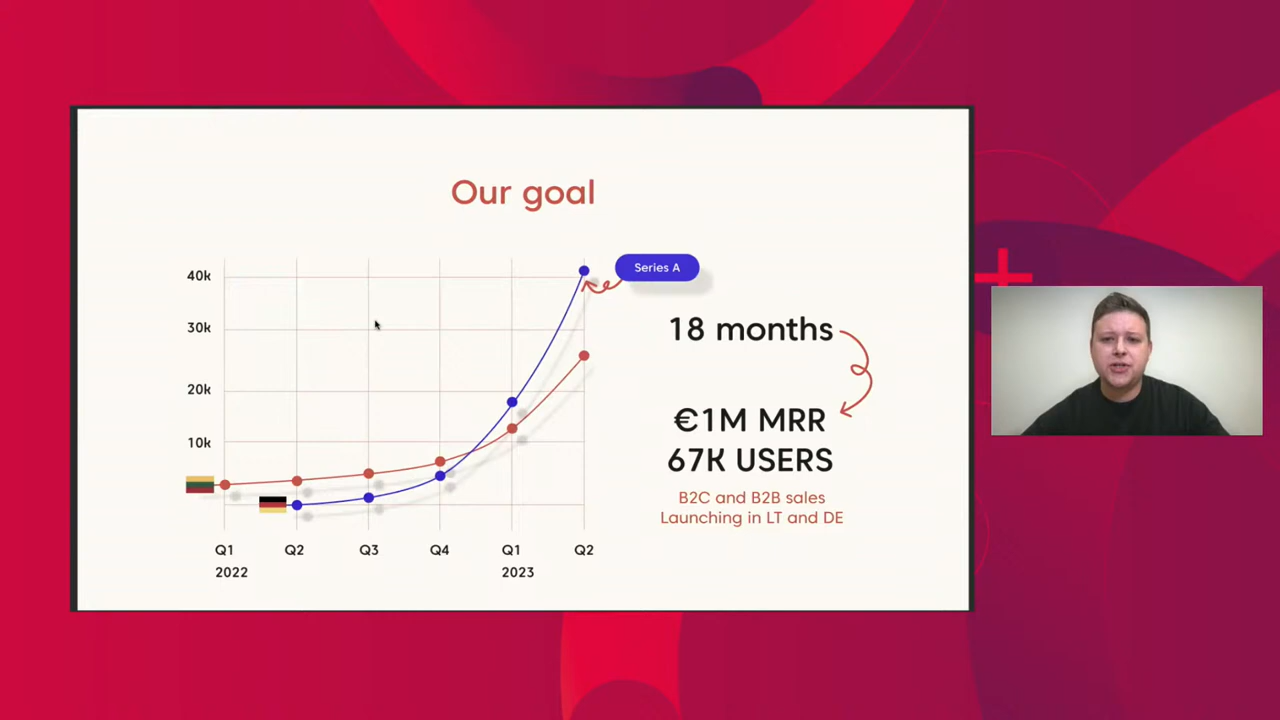 Our goal
40k
30k
20k
10k
Series A
18 months
€1M MRR
67K USERS
B2C and B2B sales
Launching in LT and DE
Q1 Q2 Q3 Q4 Q1 Q2
2022 2023